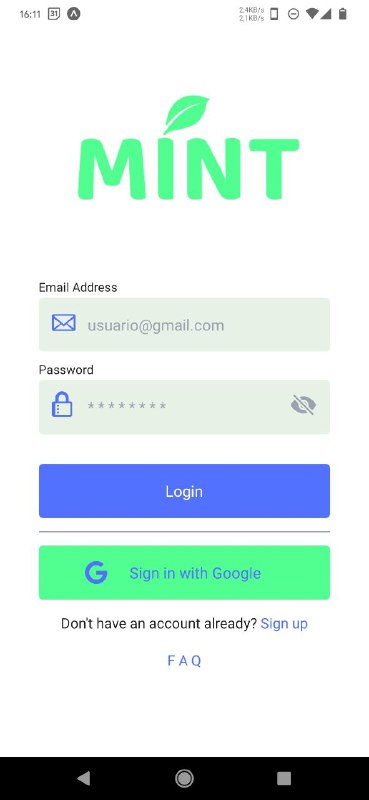 16:11 31 2.4KB/s
2.1KB/s
MINT
Email Address
usuario@gmail.com
Password
********
Login
G Sign in with Google
Don't have an account already? Sign up
F A Q